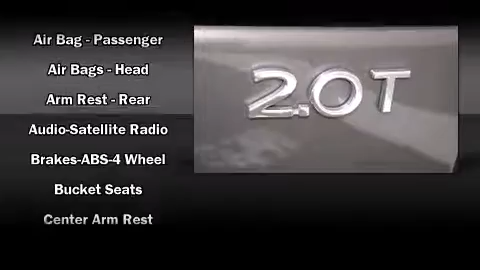 Air Bag - Passenger
Air Bags - Head
Arm Rest - Rear
Audio-Satellite Radio
Brakes-ABS-4 Wheel
Bucket Seats
Center Arm Rest
2.0T